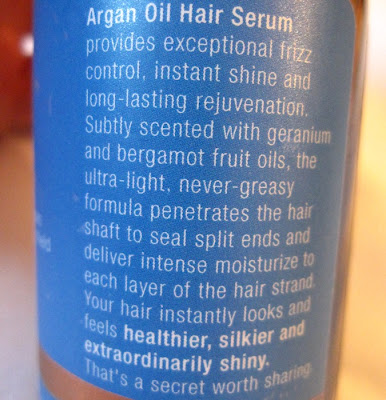 Argan Oil Hair Serum
provides exceptional frizz
control, instant shine and
long-lasting rejuvenation.
Subtly scented with geranium
and bergamot fruit oils, the
ultra-light, never-greasy
formula penetrates the hair
shaft to seal split ends and
deliver intense moisturize to
each layer of the hair strand.
Your hair instantly looks and
feels healthier, silkier and
extraordinarily shiny.
That's a secret worth sharing.